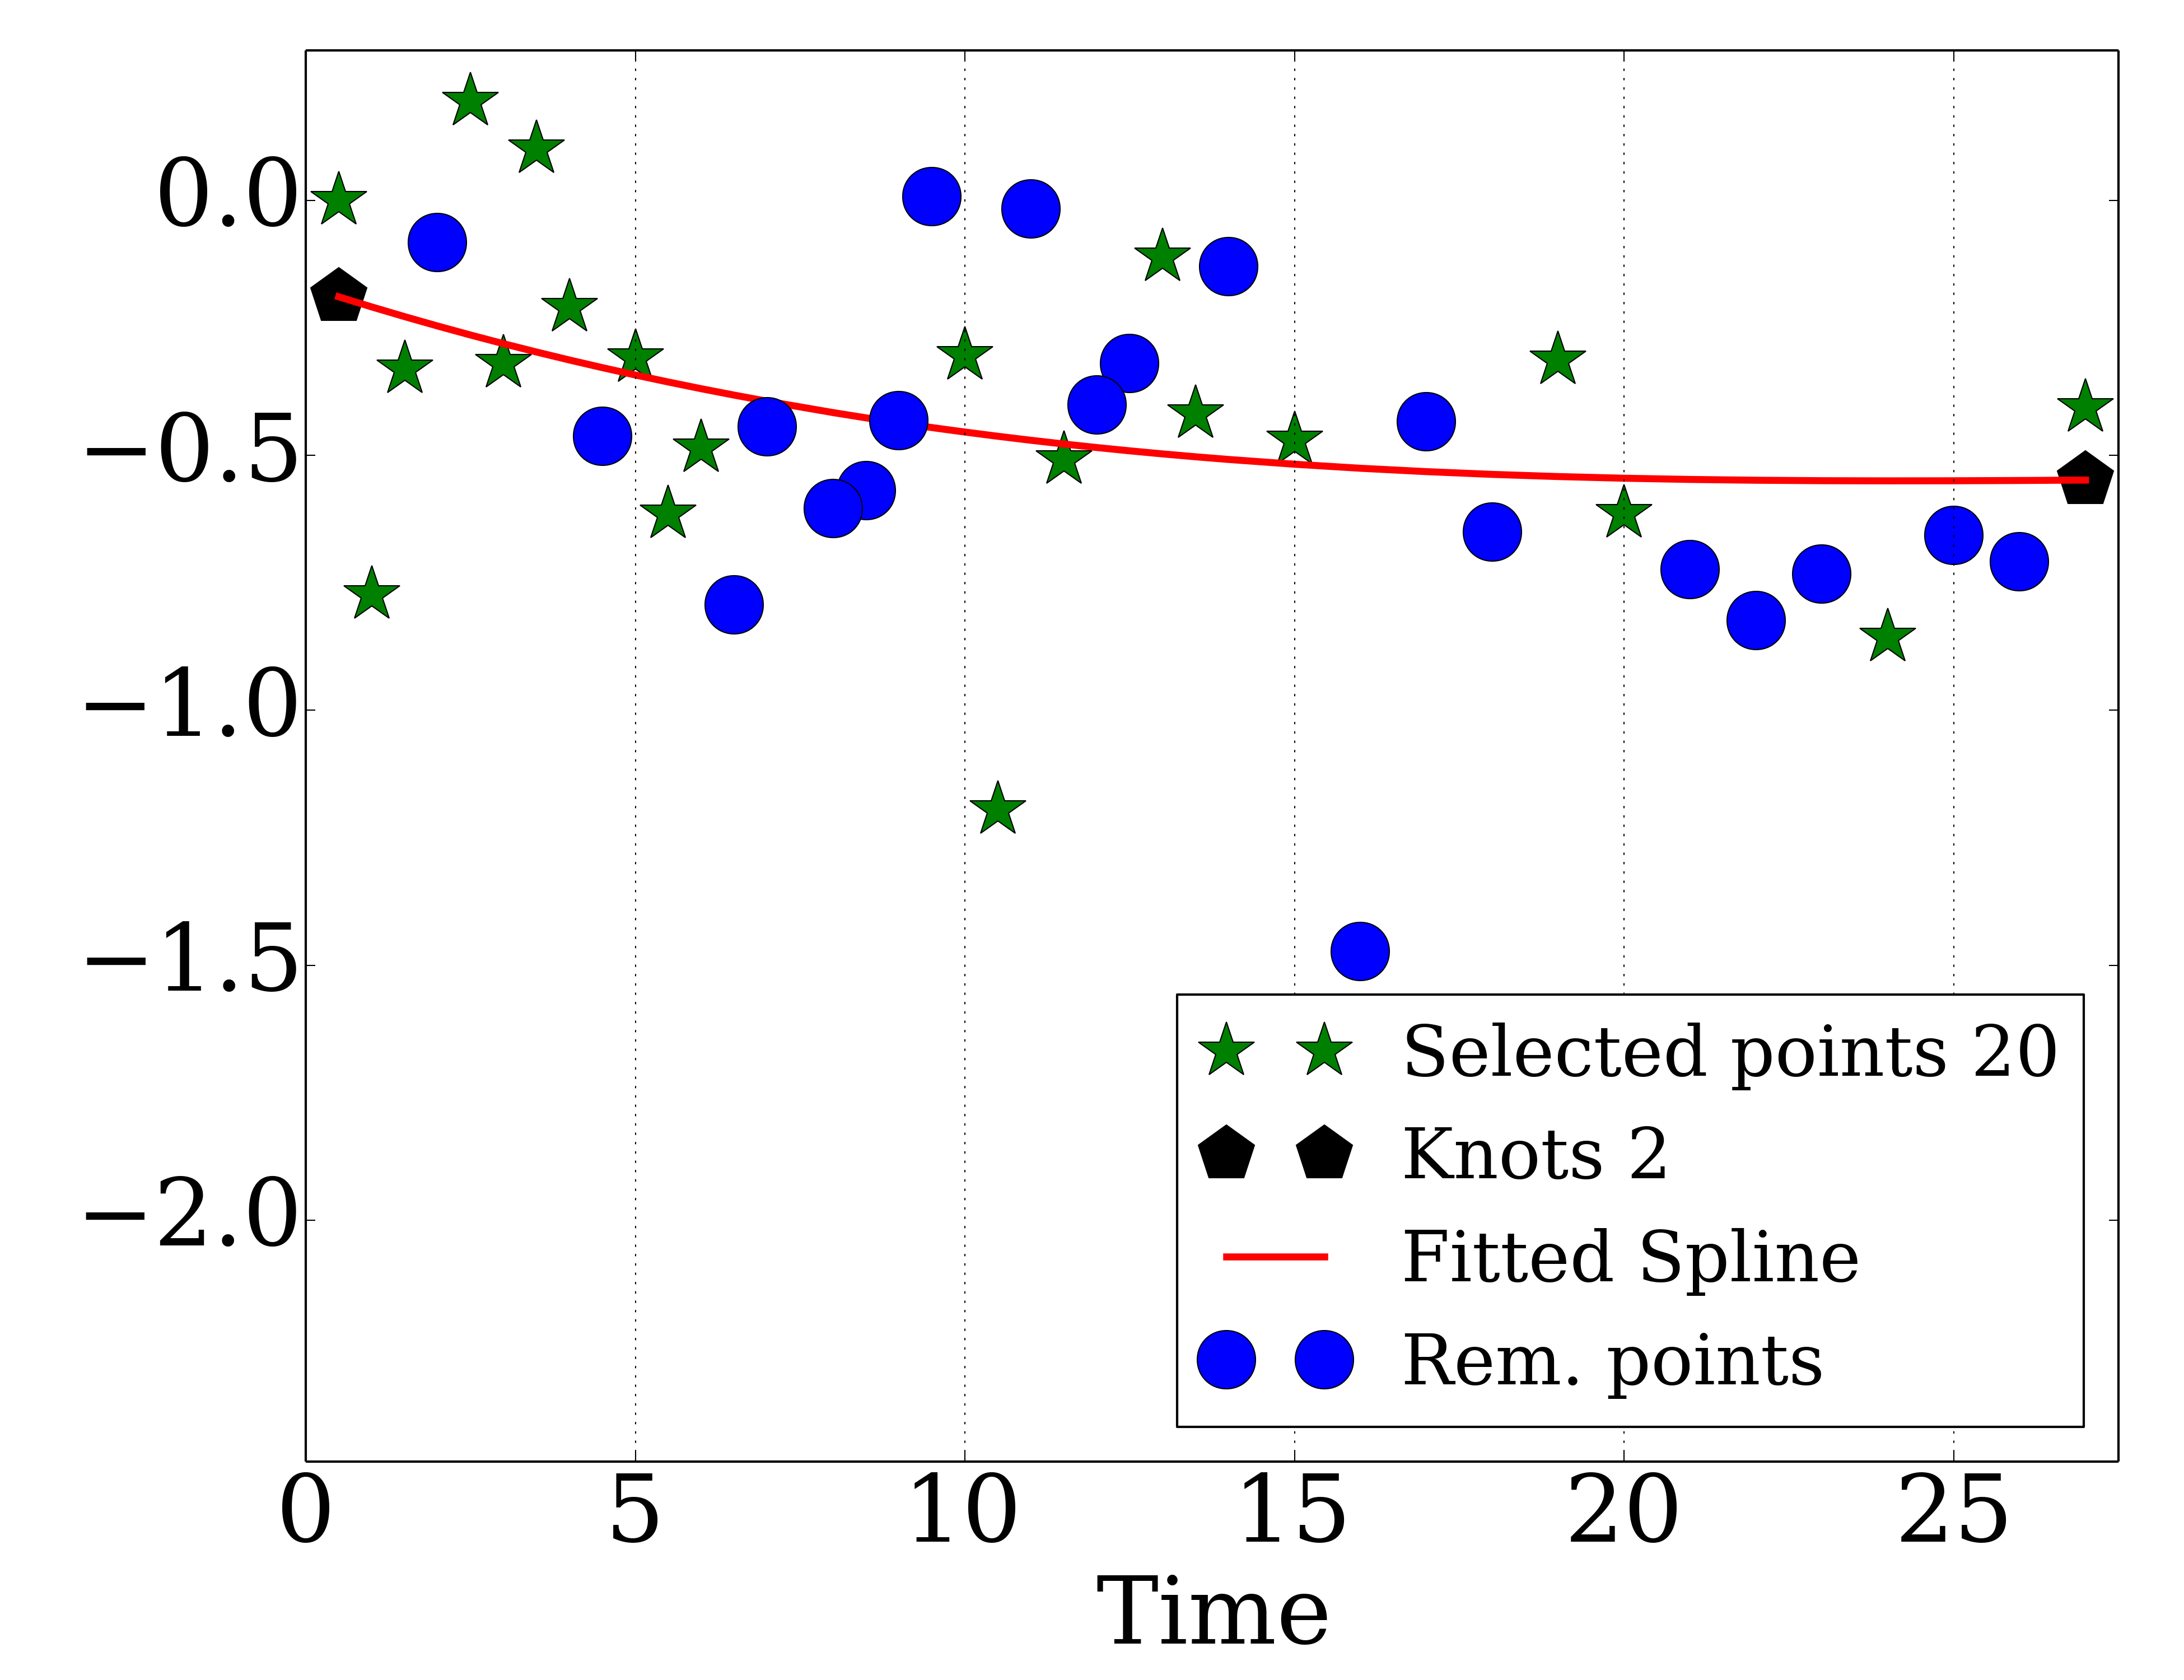 0.0
−0.5
−1.0
−1.5
−2.0
Selected points 20
Knots 2
Fitted Spline
Rem. points
0 5 10 15 20 25
Time